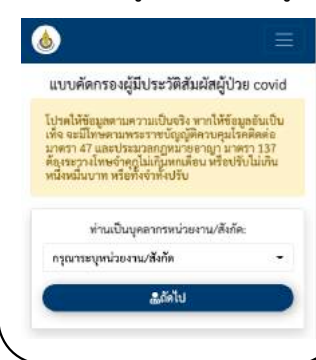 แบบคัดกรองผู้มีประวัติสัมผัสผู้ป่วย covid
โปรดให้ข้อมูลตามความเป็นจริง หากให้ข้อมูลอันเป็น
เท็จ จะมีโทษตามพระราชบัญญัติควบคุมโรคติดต่อ
มาตรา 47 และประมวลกฎหมายอาญา มาตรา 137
ต้องระวางโทษจำคุกไม่เกินหกเดือน หรือปรับไม่เกิน
หนึ่งหมื่นบาท หรือทั้งจำทั้งปรับ
ท่านเป็นบุคลากรหน่วยงาน/สังกัด:
กรุณาระบุหน่วยงาน/สังกัด
ถัดไป